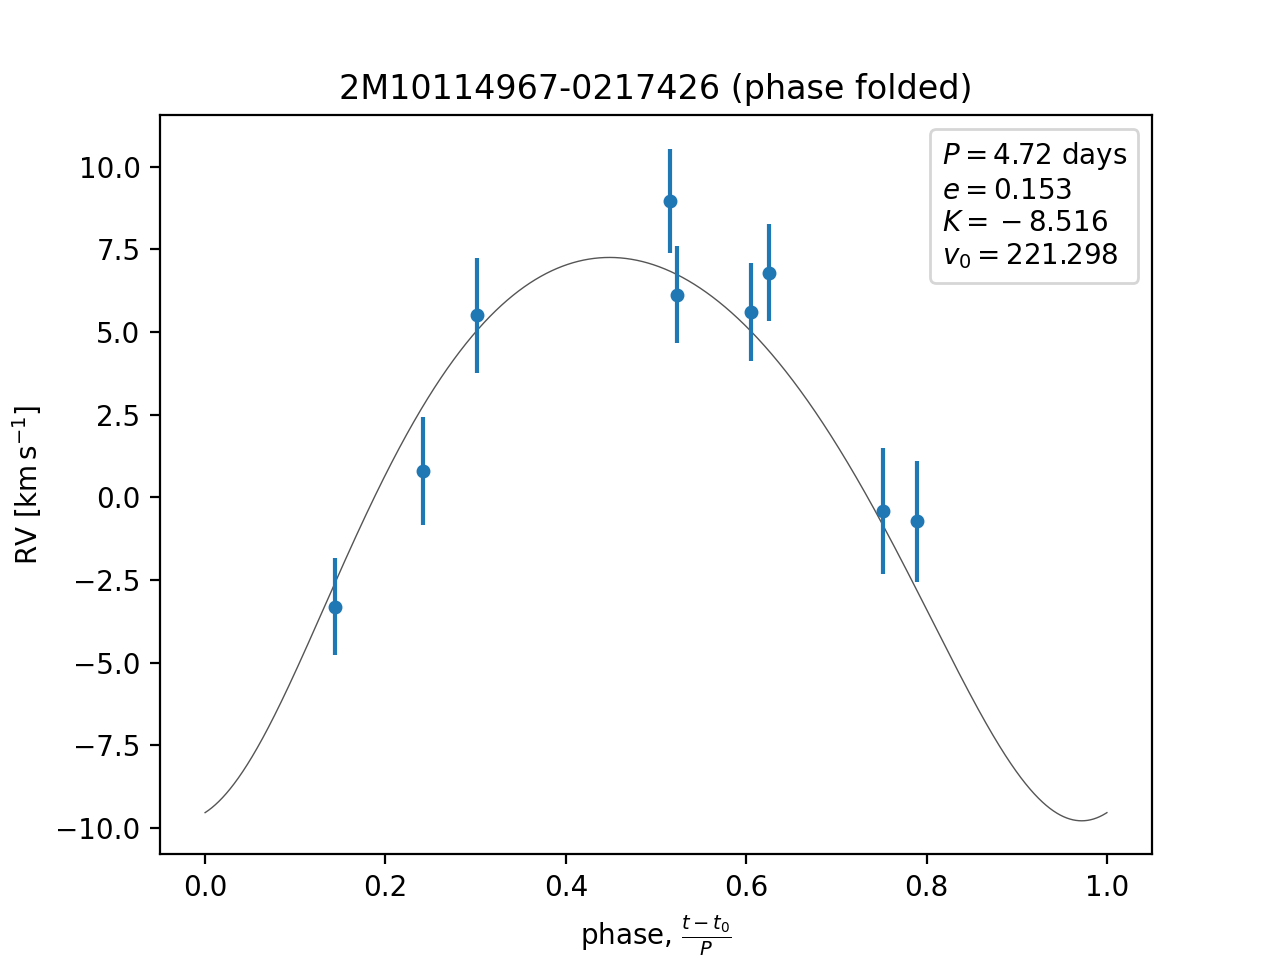 2M10114967-0217426 (phase folded)
P = 4.72 days
e = 0.153
K = −8.516
v₀ = 221.298
RV [km s⁻¹]
10.0
7.5
5.0
2.5
0.0
−2.5
−5.0
−7.5
−10.0
0.0 0.2 0.4 0.6 0.8 1.0
phase, (t − t₀)/P